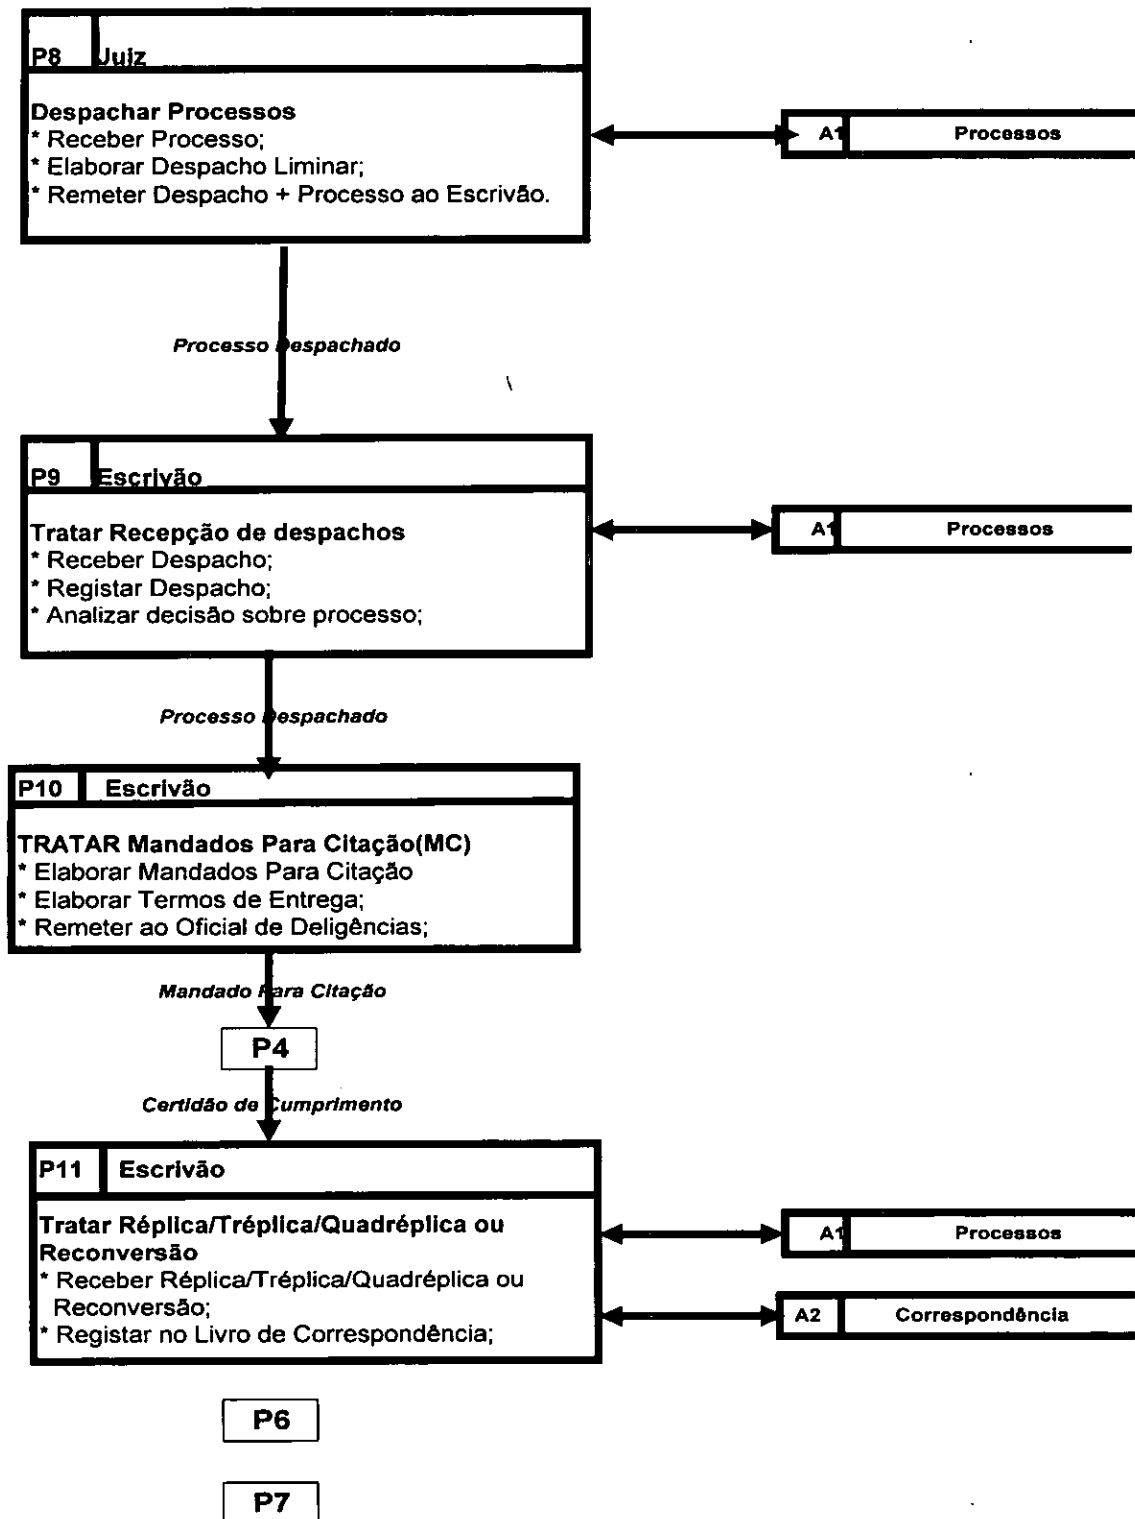 P8 Juiz
Despachar Processos
* Receber Processo;
* Elaborar Despacho Liminar;
* Remeter Despacho + Processo ao Escrivão.
A1 Processos
Processo Despachado
P9 Escrivão
Tratar Recepção de despachos
* Receber Despacho;
* Registar Despacho;
* Analizar decisão sobre processo;
A1 Processos
Processo Despachado
P10 Escrivão
TRATAR Mandados Para Citação(MC)
* Elaborar Mandados Para Citação
* Elaborar Termos de Entrega;
* Remeter ao Oficial de Deligências;
Mandado Para Citação
P4
Certidão de Cumprimento
P11 Escrivão
Tratar Réplica/Tréplica/Quadréplica ou
Reconversão
* Receber Réplica/Tréplica/Quadréplica ou
Reconversão;
* Registar no Livro de Correspondência;
A1 Processos
A2 Correspondência
P6
P7